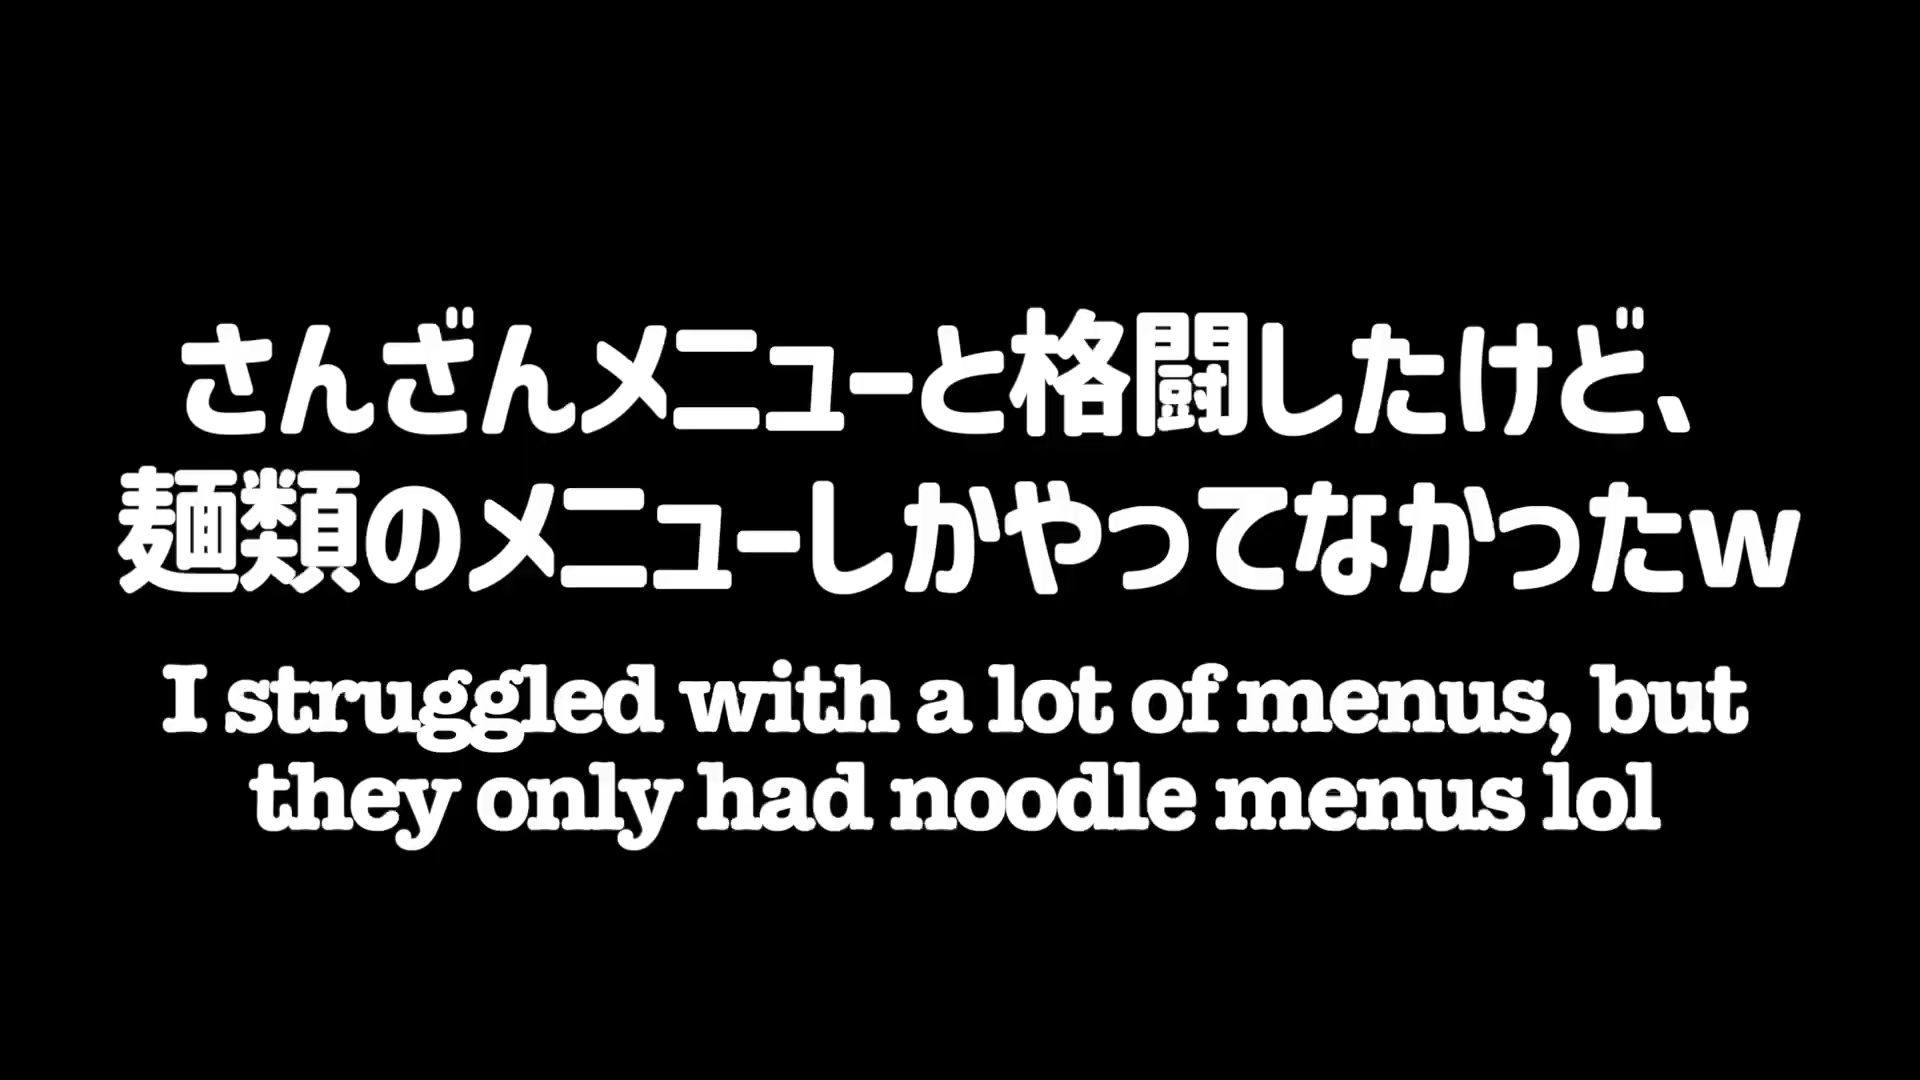 さんざんメニューと格闘したけど、
麺類のメニューしかやってなかったw
I struggled with a lot of menus, but
they only had noodle menus lol